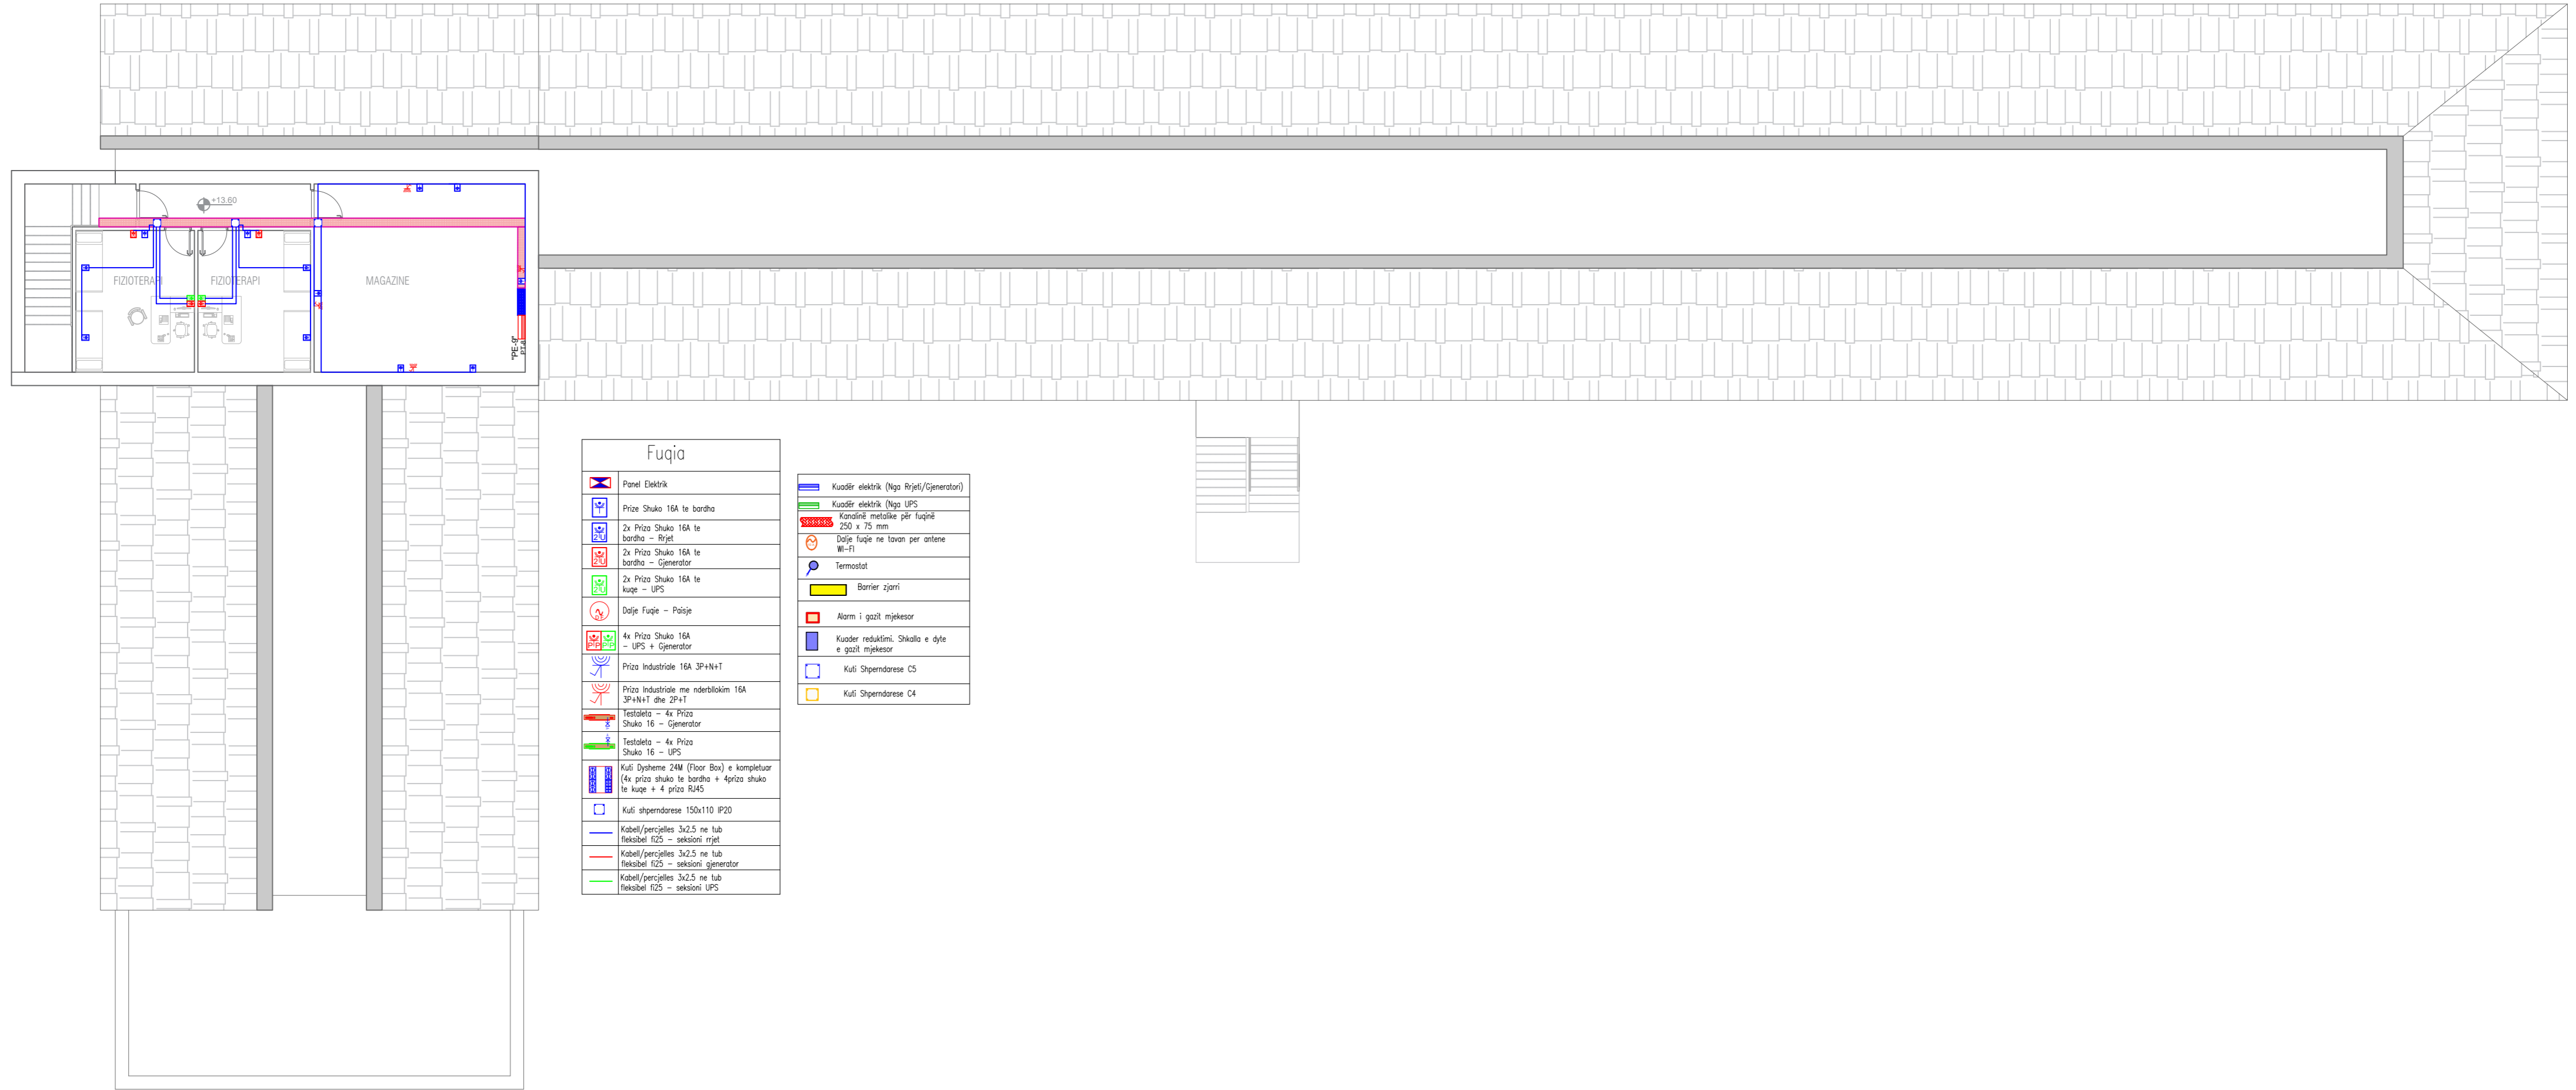 +13.60
FIZIOTERAPI
FIZIOTERAPI
MAGAZINE
"PE-9"
Fuqia
Panel Elektrik
Prize Shuko 16A te bardha
2x Priza Shuko 16A te
bardha - Rrjet
2x Priza Shuko 16A te
bardha - Gjenerator
2x Priza Shuko 16A te
kuqe - UPS
Dalje Fuqie - Paisje
4x Priza Shuko 16A
- UPS + Gjenerator
Priza Industriale 16A 3P+N+T
Priza Industriale me nderbllokim 16A
3P+N+T dhe 2P+T
Testaleta - 4x Priza
Shuko 16 - Gjenerator
Testaleta - 4x Priza
Shuko 16 - UPS
Kuti Dysheme 24M (Floor Box) e kompletuar
(4x priza shuko te bardha + 4priza shuko
te kuqe + 4 priza RJ45
Kuti shperndarese 150x110 IP20
Kabell/percjelles 3x2.5 ne tub
fleksibel fi25 - seksioni rrjet
Kabell/percjelles 3x2.5 ne tub
fleksibel fi25 - seksioni gjenerator
Kabell/percjelles 3x2.5 ne tub
fleksibel fi25 - seksioni UPS
Kuadër elektrik (Nga Rrjeti/Gjeneratori)
Kuadër elektrik (Nga UPS
Kanalinë metalike për fuqinë
250 x 75 mm
Dalje fuqie ne tavan per antene
WI-FI
Termostat
Barrier zjarri
Alarm i gazit mjekesor
Kuader reduktimi. Shkalla e dyte
e gazit mjekesor
Kuti Shperndarese C5
Kuti Shperndarese C4